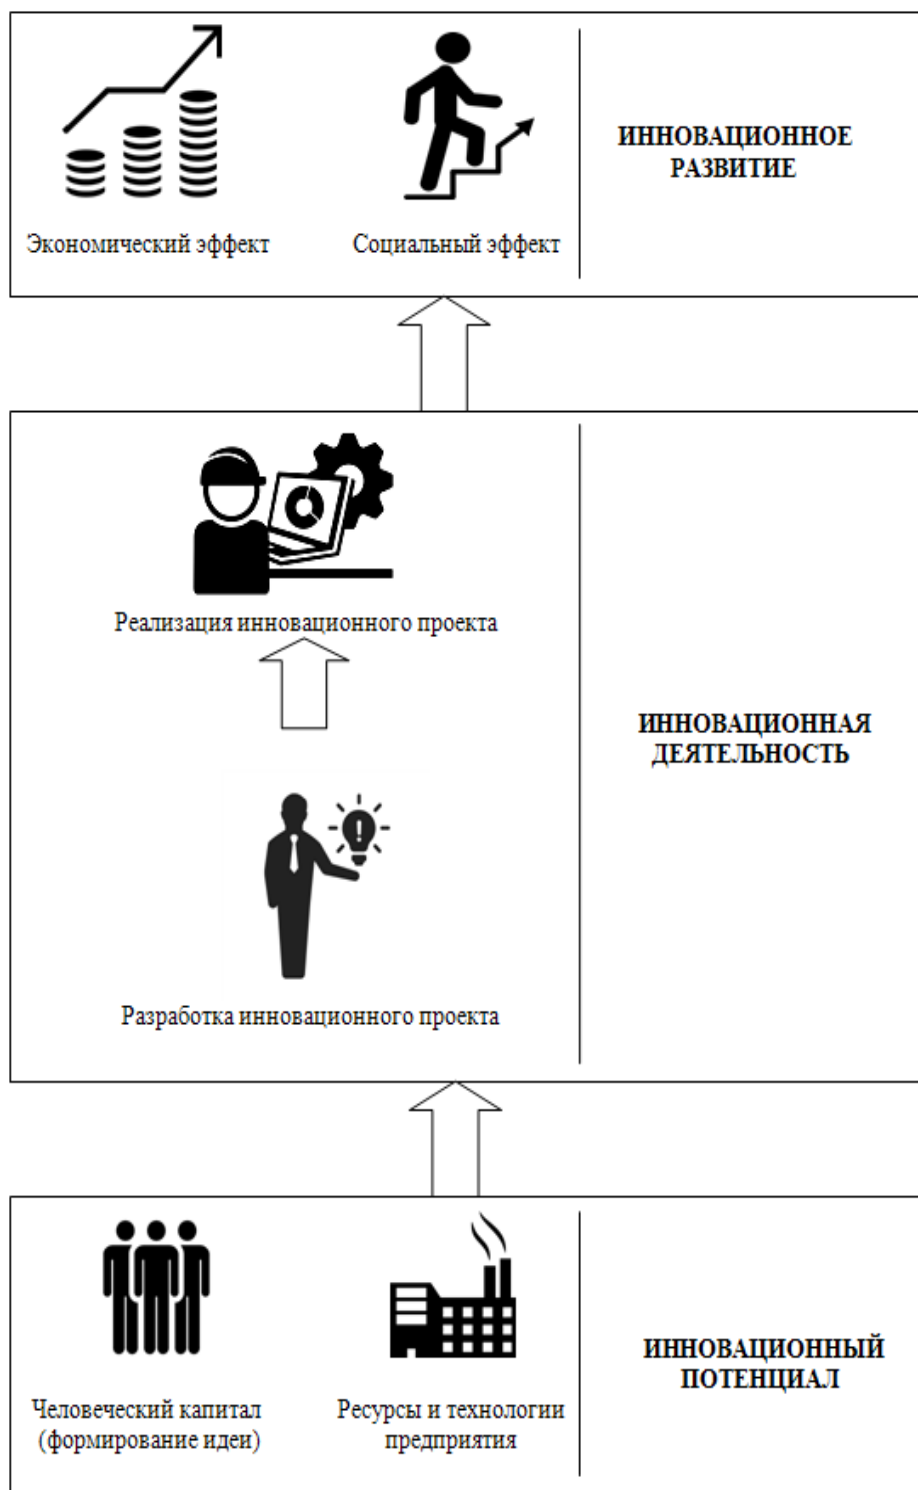 Экономический эффект
Социальный эффект
ИННОВАЦИОННОЕ
РАЗВИТИЕ
Реализация инновационного проекта
Разработка инновационного проекта
ИННОВАЦИОННАЯ
ДЕЯТЕЛЬНОСТЬ
Человеческий капитал
(формирование идеи)
Ресурсы и технологии
предприятия
ИННОВАЦИОННЫЙ
ПОТЕНЦИАЛ